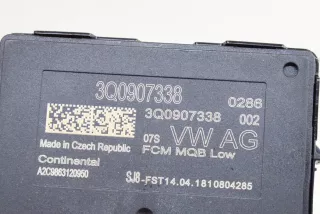 3Q0907338
0286
3Q0907338 002
07S VW AG
Made in Czech Republic
FCM MQB Low
Continental
A2C9863120950
SJ8-FST14.04.1810804285